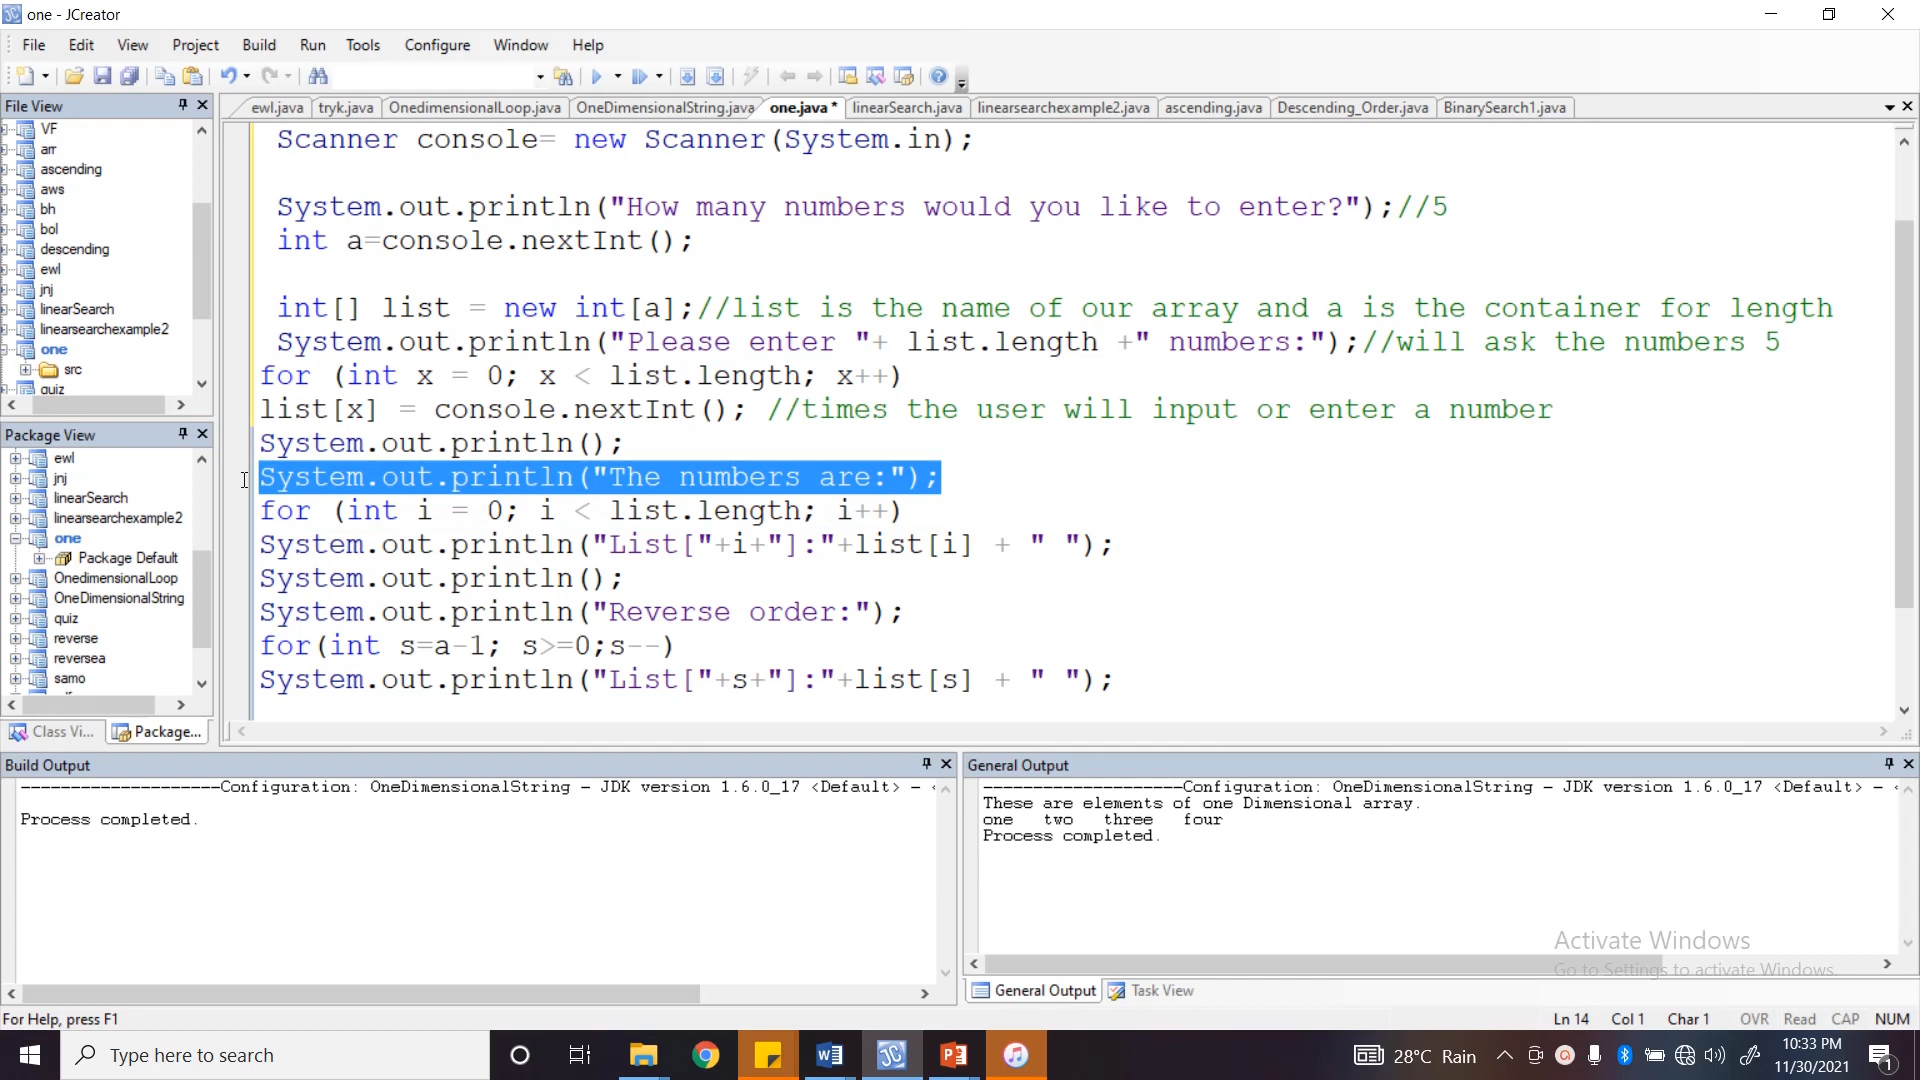 one - JCreator
File Edit View Project Build Run Tools Configure Window Help
File View
ewl.java tryk.java OnedimensionalLoop.java OneDimensionalString.java one.java * linearSearch.java linearsearchexample2.java ascending.java Descending_Order.java BinarySearch1.java
VF
arr
ascending
aws
bh
bol
descending
ewl
jnj
linearSearch
linearsearchexample2
one
src
quiz
Package View
ewl
jnj
linearSearch
linearsearchexample2
one
Package Default
OnedimensionalLoop
OneDimensionalString
quiz
reverse
reversea
samo
Class Vi... Package...
Scanner console= new Scanner(System.in);
System.out.println("How many numbers would you like to enter?");//5
int a=console.nextInt();
int[] list = new int[a];//list is the name of our array and a is the container for length
System.out.println("Please enter "+ list.length +" numbers:");//will ask the numbers 5
for (int x = 0; x < list.length; x++)
list[x] = console.nextInt(); //times the user will input or enter a number
System.out.println();
System.out.println("The numbers are:");
for (int i = 0; i < list.length; i++)
System.out.println("List["+i+"]:"+list[i] + " ");
System.out.println();
System.out.println("Reverse order:");
for(int s=a-1; s>=0;s--)
System.out.println("List["+s+"]:"+list[s] + " ");
Build Output
--------------------Configuration: OneDimensionalString - JDK version 1.6.0_17 <Default> -
Process completed.
General Output
--------------------Configuration: OneDimensionalString - JDK version 1.6.0_17 <Default> -
These are elements of one Dimensional array.
one two three four
Process completed.
Activate Windows
Go to Settings to activate Windows.
General Output Task View
For Help, press F1
Ln 14 Col 1 Char 1 OVR Read CAP NUM
Type here to search
28°C Rain
10:33 PM
11/30/2021
1